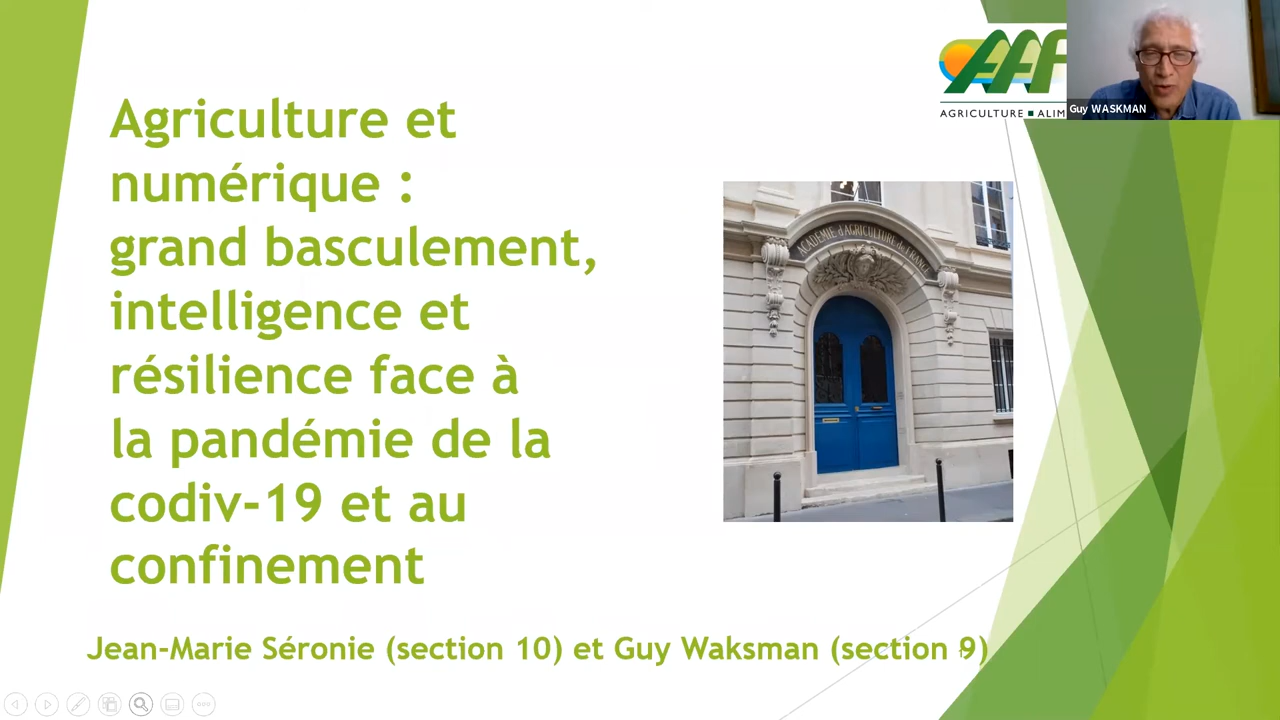 Agriculture et
numérique :
grand basculement,
intelligence et
résilience face à
la pandémie de la
codiv-19 et au
confinement
Jean-Marie Séronie (section 10) et Guy Waksman (section 9)
AAF
AGRICULTURE ■ ALIM
Guy WASKMAN
ACADÉMIE d'AGRICULTURE de FRANCE